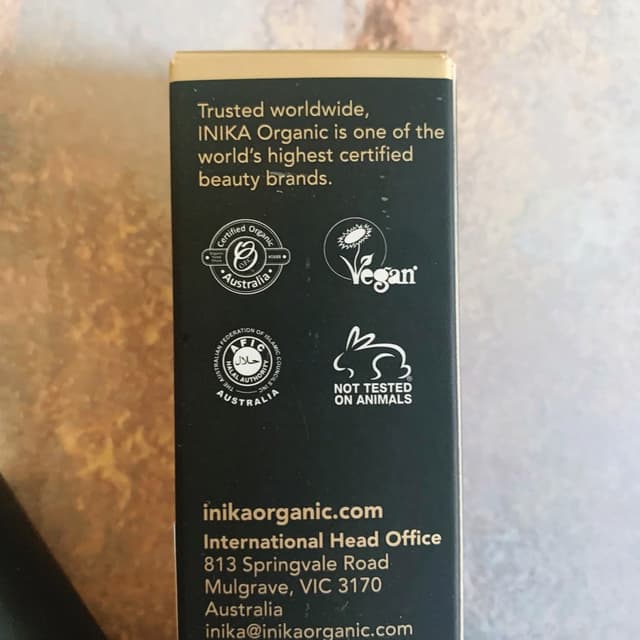 Trusted worldwide,
INIKA Organic is one of the
world's highest certified
beauty brands.
Certified Organic
Australia
Vegan
THE AUSTRALIAN FEDERATION OF ISLAMIC COUNCILS INC
AFIC
حلال
HALAL AUTHORITY
AUSTRALIA
NOT TESTED
ON ANIMALS
inikaorganic.com
International Head Office
813 Springvale Road
Mulgrave, VIC 3170
Australia
inika@inikaorganic.com